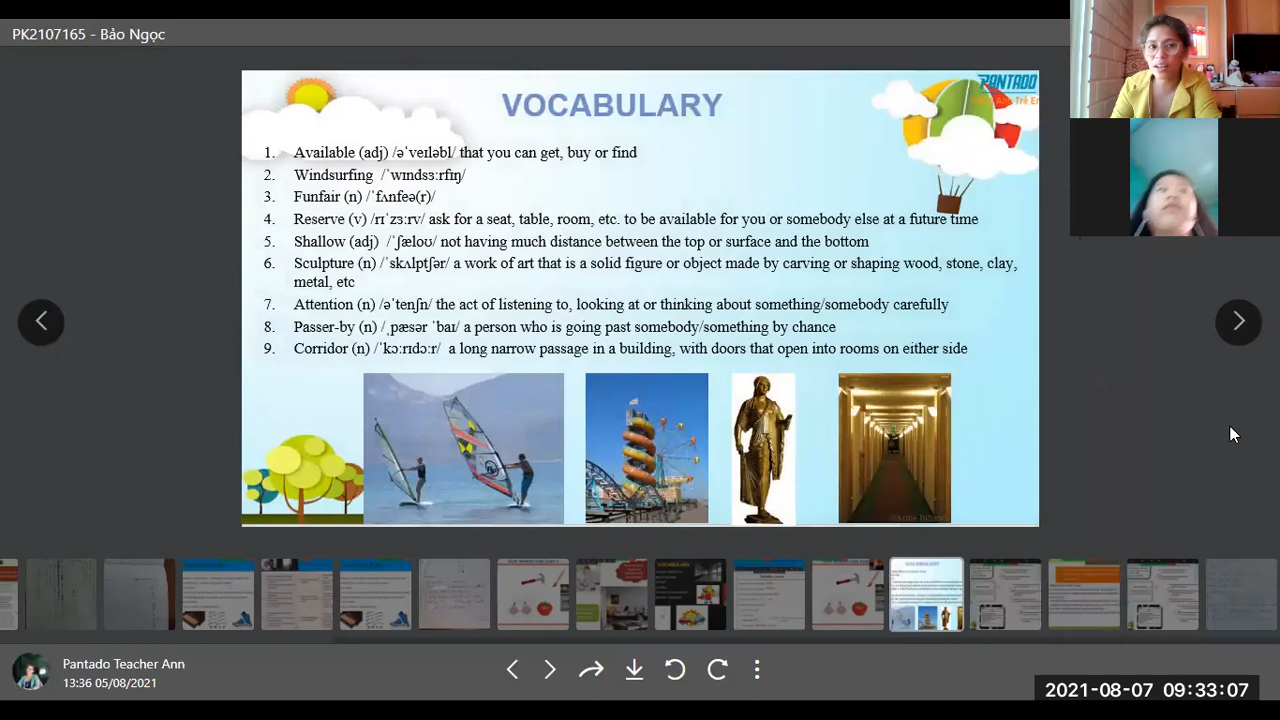 PK2107165 - Bảo Ngọc
PANTADO
VOCABULARY
1. Available (adj) /əˈveɪləbl/ that you can get, buy or find
2. Windsurfing /ˈwɪndsɜːrfɪŋ/
3. Funfair (n) /ˈfʌnfeə(r)/
4. Reserve (v) /rɪˈzɜːrv/ ask for a seat, table, room, etc. to be available for you or somebody else at a future time
5. Shallow (adj) /ˈʃæloʊ/ not having much distance between the top or surface and the bottom
6. Sculpture (n) /ˈskʌlptʃər/ a work of art that is a solid figure or object made by carving or shaping wood, stone, clay,
metal, etc
7. Attention (n) /əˈtenʃn/ the act of listening to, looking at or thinking about something/somebody carefully
8. Passer-by (n) /ˌpæsər ˈbaɪ/ a person who is going past somebody/something by chance
9. Corridor (n) /ˈkɔːrɪdɔːr/ a long narrow passage in a building, with doors that open into rooms on either side
VOCABULARY
Pantado Teacher Ann
13:36 05/08/2021
2021-08-07 09:33:07